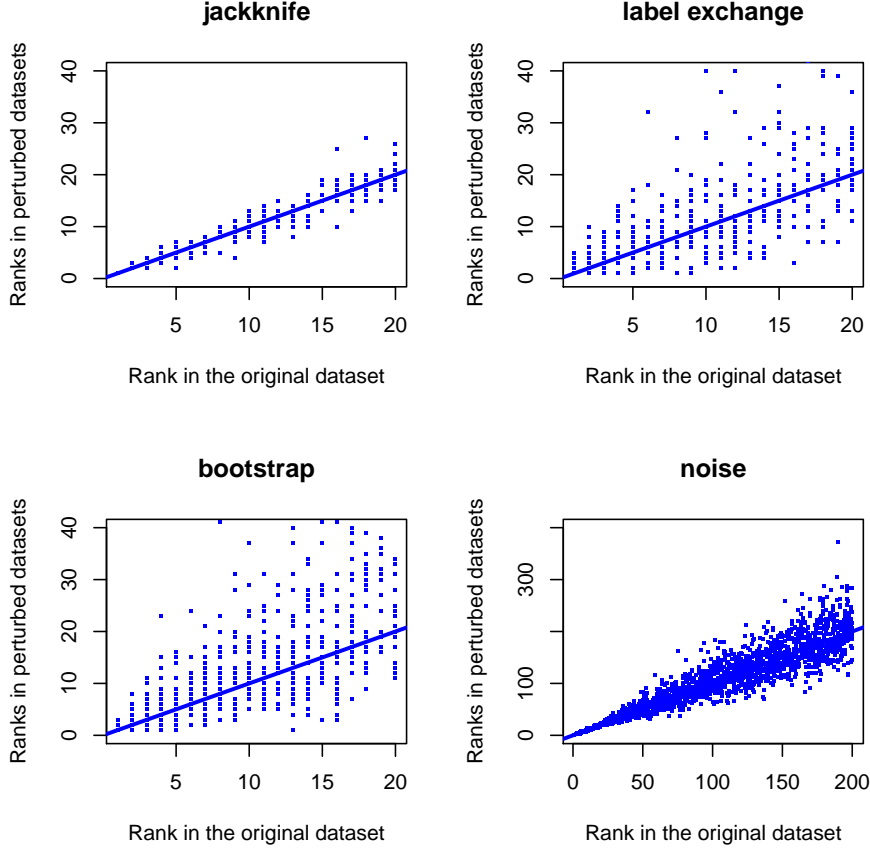 jackknife
Ranks in perturbed datasets
40
30
20
10
0
5
10
15
20
Rank in the original dataset
label exchange
Ranks in perturbed datasets
40
30
20
10
0
5
10
15
20
Rank in the original dataset
bootstrap
Ranks in perturbed datasets
40
30
20
10
0
5
10
15
20
Rank in the original dataset
noise
Ranks in perturbed datasets
300
100
0
0
50
100
150
200
Rank in the original dataset